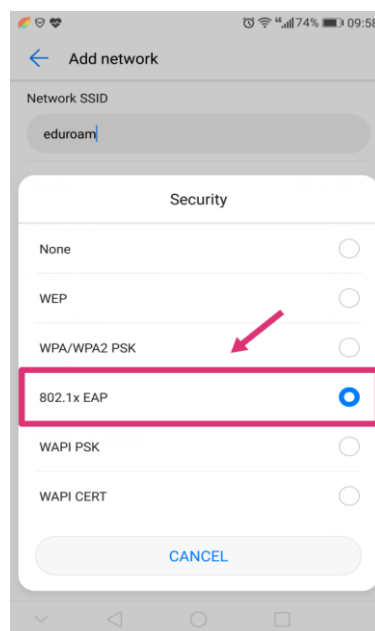 74% 09:58
Add network
Network SSID
eduroam
Security
None
WEP
WPA/WPA2 PSK
802.1x EAP
WAPI PSK
WAPI CERT
CANCEL